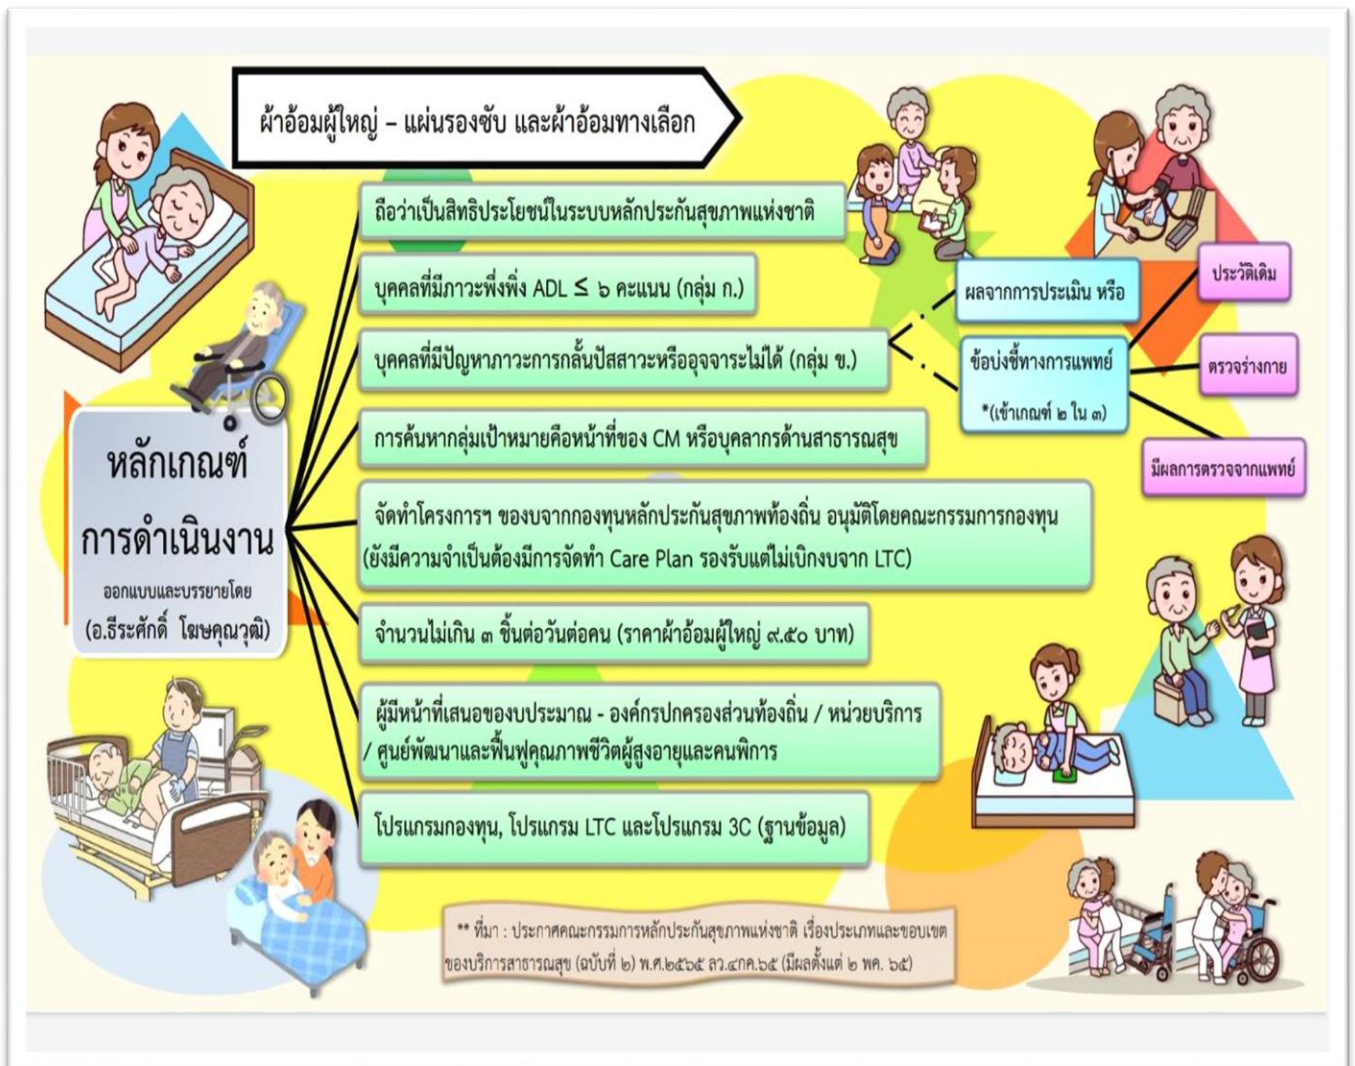 ผ้าอ้อมผู้ใหญ่ – แผ่นรองซับ และผ้าอ้อมทางเลือก
ถือว่าเป็นสิทธิประโยชน์ในระบบหลักประกันสุขภาพแห่งชาติ
บุคคลที่มีภาวะพึ่งพิ่ง ADL ≤ ๖ คะแนน (กลุ่ม ก.)
บุคคลที่มีปัญหาภาวะการกลั้นปัสสาวะหรืออุจจาระไม่ได้ (กลุ่ม ข.)
ผลจากการประเมิน หรือ
ข้อบ่งชี้ทางการแพทย์
*(เข้าเกณฑ์ ๒ ใน ๓)
ประวัติเดิม
ตรวจร่างกาย
มีผลการตรวจจากแพทย์
หลักเกณฑ์
การดำเนินงาน
ออกแบบและบรรยายโดย
(อ.ธีระศักดิ์ โฆษคุณวุฒิ)
การค้นหากลุ่มเป้าหมายคือหน้าที่ของ CM หรือบุคลากรด้านสาธารณสุข
จัดทำโครงการฯ ของบจากกองทุนหลักประกันสุขภาพท้องถิ่น อนุมัติโดยคณะกรรมการกองทุน
(ยังมีความจำเป็นต้องมีการจัดทำ Care Plan รองรับแต่ไม่เบิกงบจาก LTC)
จำนวนไม่เกิน ๓ ชิ้นต่อวันต่อคน (ราคาผ้าอ้อมผู้ใหญ่ ๙.๕๐ บาท)
ผู้มีหน้าที่เสนอของบประมาณ - องค์กรปกครองส่วนท้องถิ่น / หน่วยบริการ
/ ศูนย์พัฒนาและฟื้นฟูคุณภาพชีวิตผู้สูงอายุและคนพิการ
โปรแกรมกองทุน, โปรแกรม LTC และโปรแกรม 3C (ฐานข้อมูล)
** ที่มา : ประกาศคณะกรรมการหลักประกันสุขภาพแห่งชาติ เรื่องประเภทและขอบเขต
ของบริการสาธารณสุข (ฉบับที่ ๒) พ.ศ.๒๕๖๕ ลว.๔กค.๖๕ (มีผลตั้งแต่ ๒ พค. ๖๕)